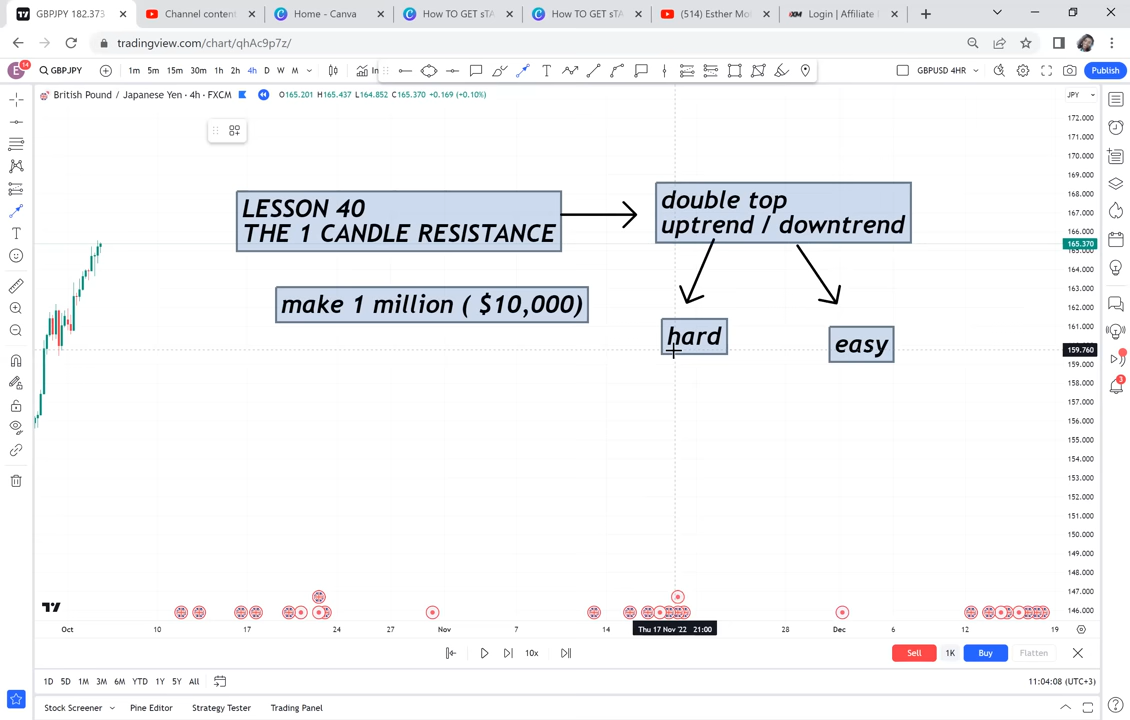 GBPJPY 182.373
Channel content
Home - Canva
How TO GET sTA
How TO GET sTA
(514) Esther Mo
Login | Affiliate
tradingview.com/chart/qhAc9p7z/
E 14
GBPJPY
1m 5m 15m 30m 1h 2h 4h D W M
In
GBPUSD 4HR
Publish
British Pound / Japanese Yen · 4h · FXCM
O165.201 H165.437 L164.852 C165.370 +0.169 (+0.10%)
JPY
172.000
171.000
170.000
169.000
168.000
167.000
166.000
165.370
165.000
164.000
163.000
162.000
161.000
159.760
159.000
158.000
157.000
156.000
155.000
154.000
153.000
152.000
151.000
150.000
149.000
148.000
147.000
146.000
LESSON 40
THE 1 CANDLE RESISTANCE
double top
uptrend / downtrend
make 1 million ( $10,000)
hard
easy
3
Oct 10 17 24 27 Nov 7 14 Thu 17 Nov '22 21:00 28 Dec 6 12 19
10x
Sell 1K Buy Flatten
1D 5D 1M 3M 6M YTD 1Y 5Y All
11:04:08 (UTC+3)
Stock Screener Pine Editor Strategy Tester Trading Panel